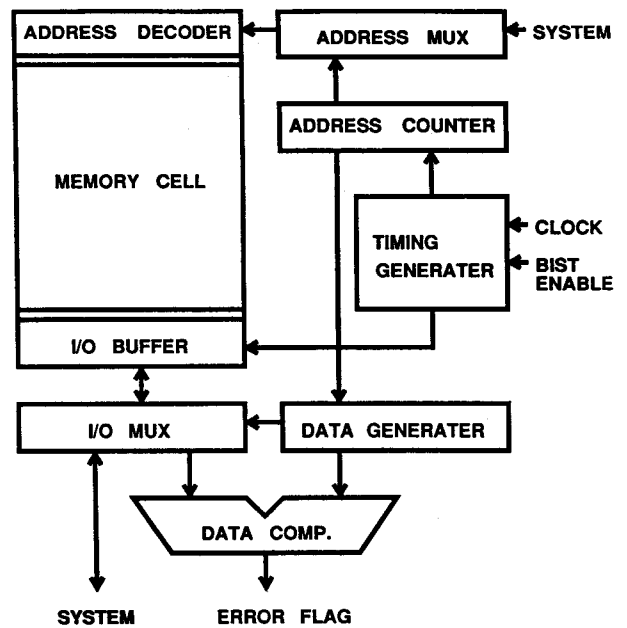 ADDRESS DECODER
ADDRESS MUX
SYSTEM
ADDRESS COUNTER
MEMORY CELL
TIMING
GENERATER
CLOCK
BIST
ENABLE
I/O BUFFER
I/O MUX
DATA GENERATER
DATA COMP.
SYSTEM
ERROR FLAG